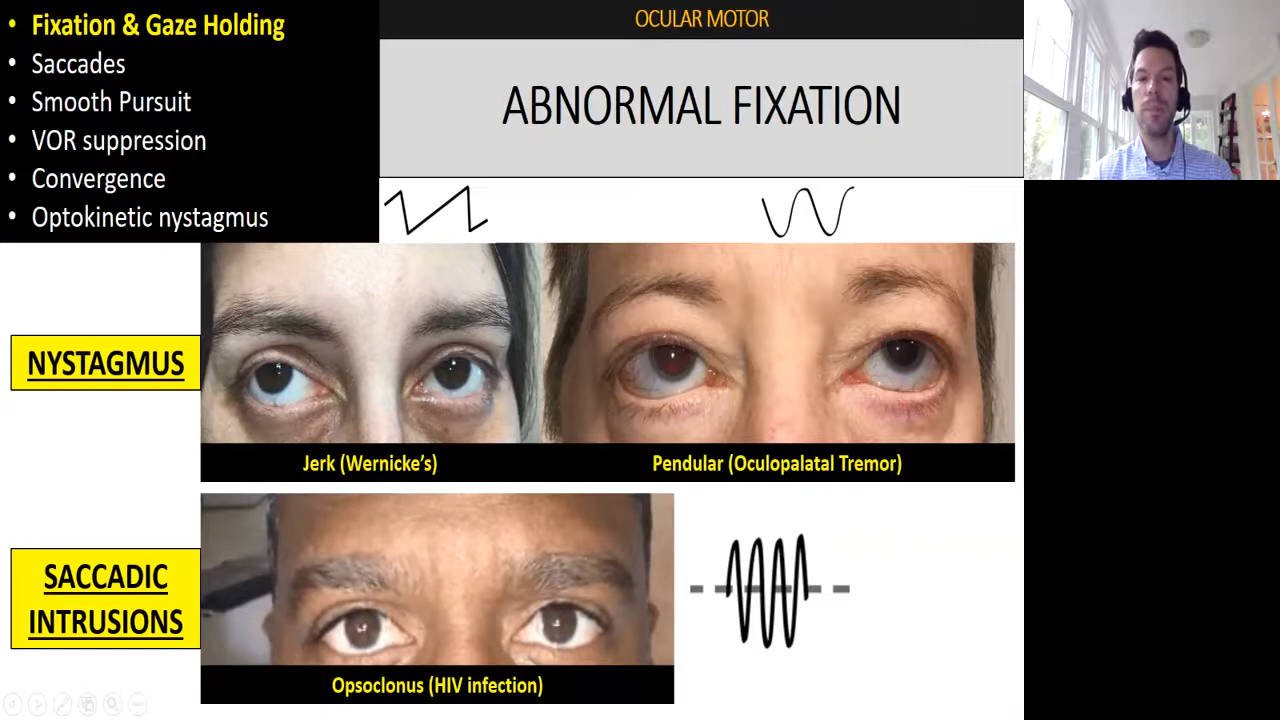 • Fixation & Gaze Holding
• Saccades
• Smooth Pursuit
• VOR suppression
• Convergence
• Optokinetic nystagmus
OCULAR MOTOR
ABNORMAL FIXATION
NYSTAGMUS
Jerk (Wernicke’s)
Pendular (Oculopalatal Tremor)
SACCADIC
INTRUSIONS
Opsoclonus (HIV infection)